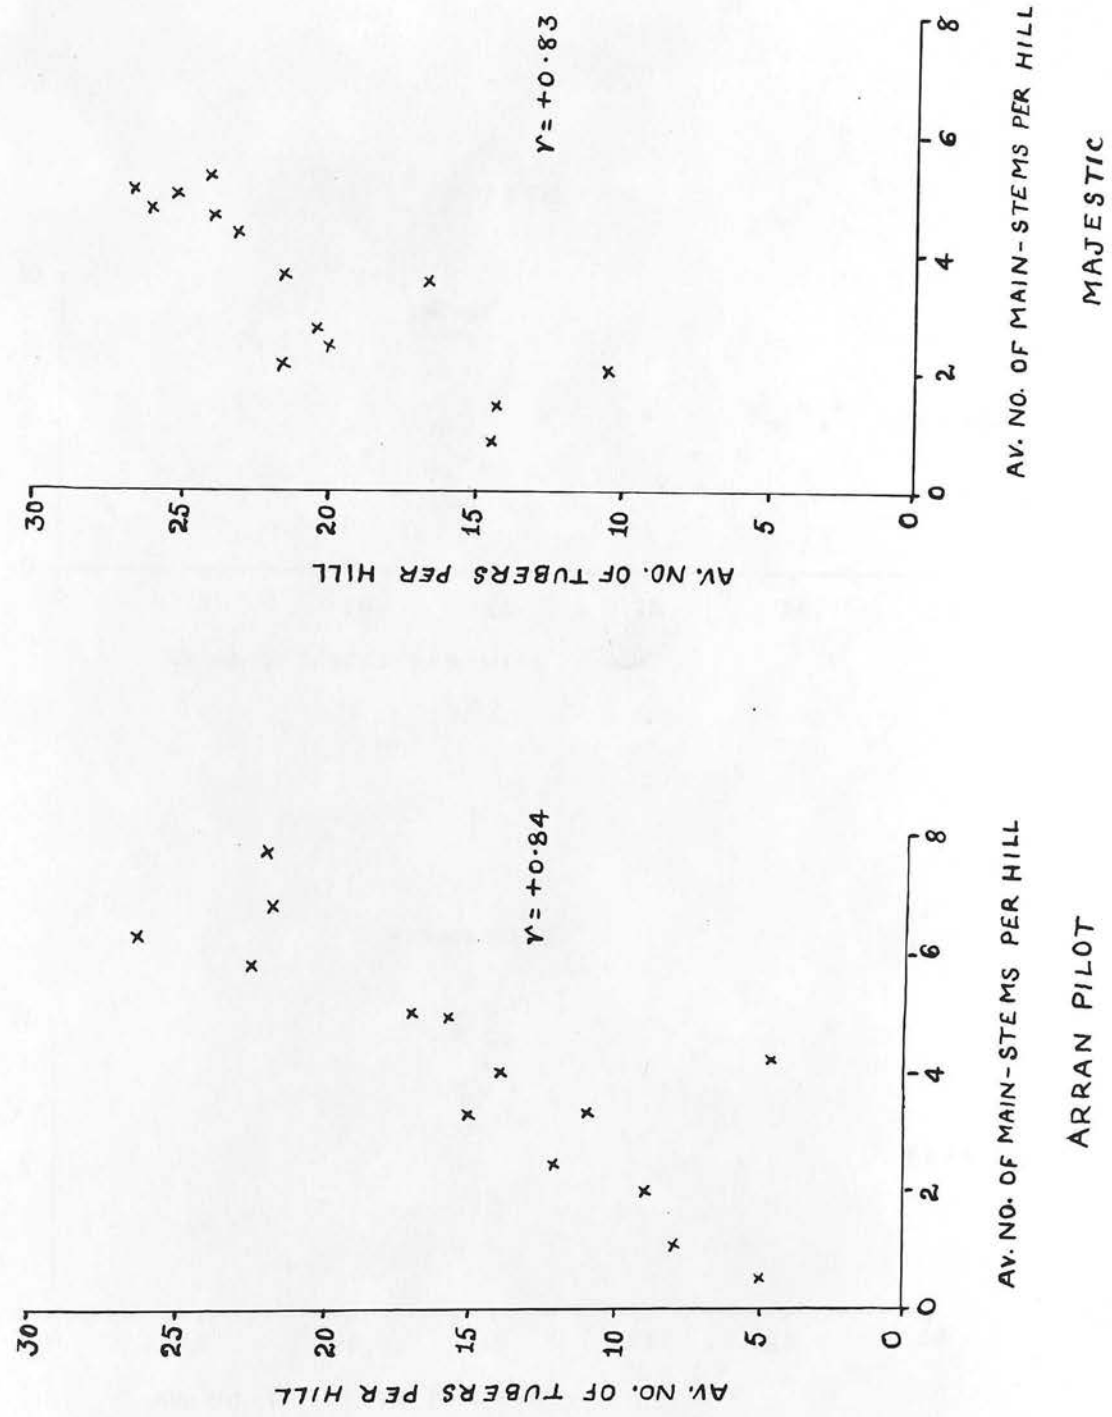 AV. NO. OF TUBERS PER HILL
30
25
20
15
10
5
0
0 2 4 6 8
r = +0·84
AV. NO. OF MAIN-STEMS PER HILL
ARRAN PILOT
AV. NO. OF TUBERS PER HILL
30
25
20
15
10
5
0
0 2 4 6 8
r = +0·83
AV. NO. OF MAIN-STEMS PER HILL
MAJESTIC